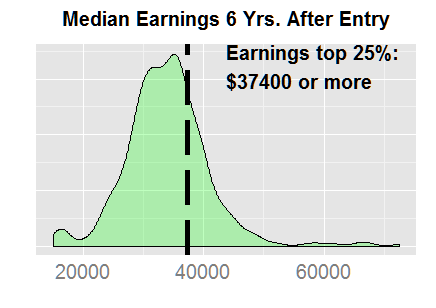 Median Earnings 6 Yrs. After Entry
Earnings top 25%:
$37400 or more
20000 40000 60000